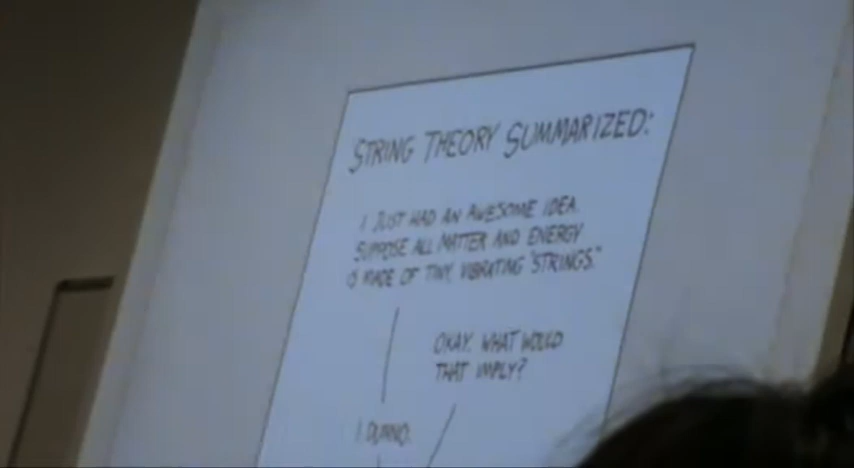 STRING THEORY SUMMARIZED:
I JUST HAD AN AWESOME IDEA.
SUPPOSE ALL MATTER AND ENERGY
IS MADE OF TINY, VIBRATING "STRINGS."
OKAY. WHAT WOULD
THAT IMPLY?
I DUNNO.